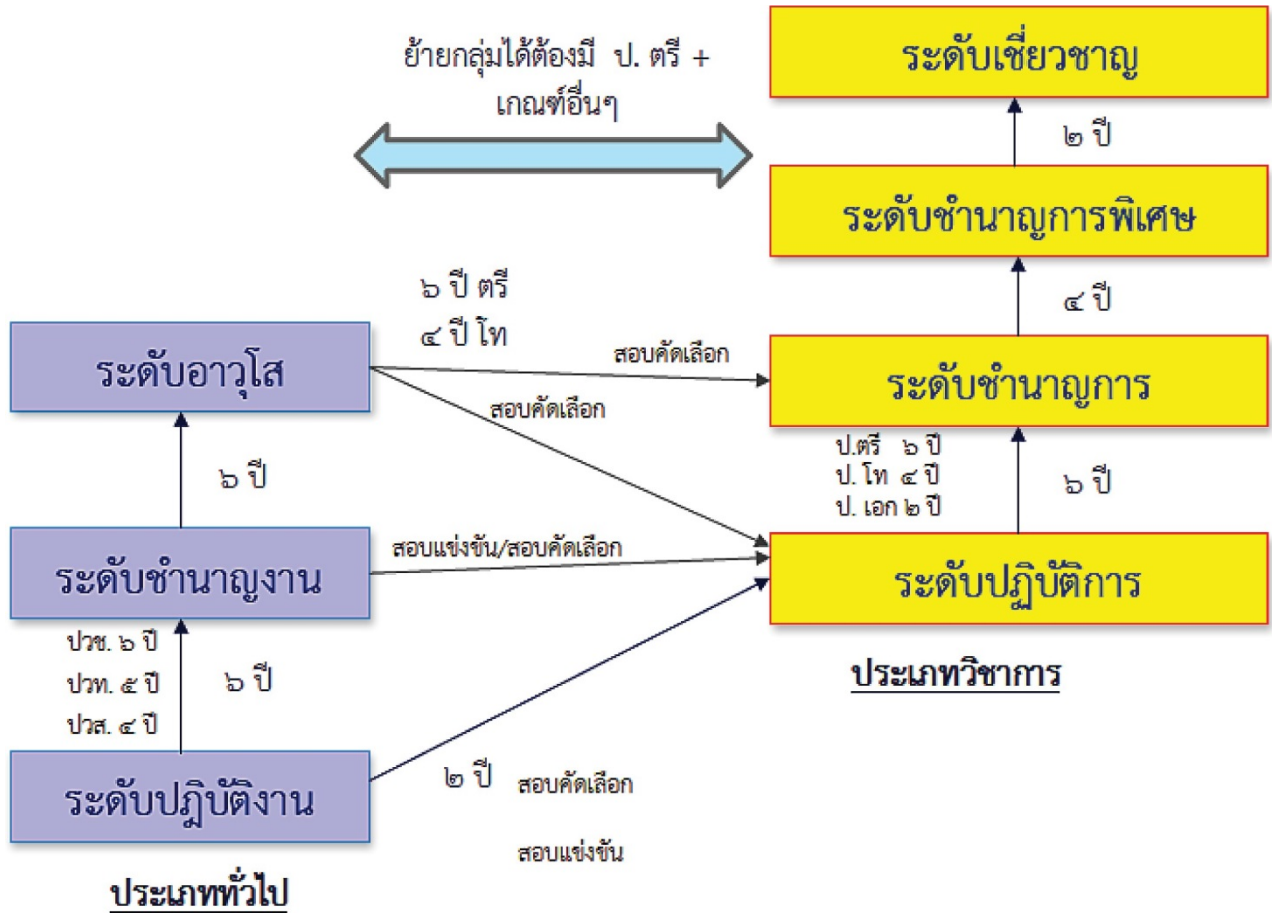 ย้ายกลุ่มได้ต้องมี ป. ตรี +
เกณฑ์อื่นๆ
ระดับเชี่ยวชาญ
๒ ปี
ระดับชำนาญการพิเศษ
๔ ปี
๖ ปี ตรี
๔ ปี โท
ระดับอาวุโส
สอบคัดเลือก
ระดับชำนาญการ
สอบคัดเลือก
๖ ปี
ป.ตรี ๖ ปี
ป. โท ๔ ปี
ป. เอก ๒ ปี
๖ ปี
ระดับชำนาญงาน
สอบแข่งขัน/สอบคัดเลือก
ระดับปฏิบัติการ
ปวช. ๖ ปี
ปวท. ๕ ปี
ปวส. ๔ ปี
๖ ปี
ประเภทวิชาการ
ระดับปฏิบัติงาน
๒ ปี สอบคัดเลือก
สอบแข่งขัน
ประเภททั่วไป